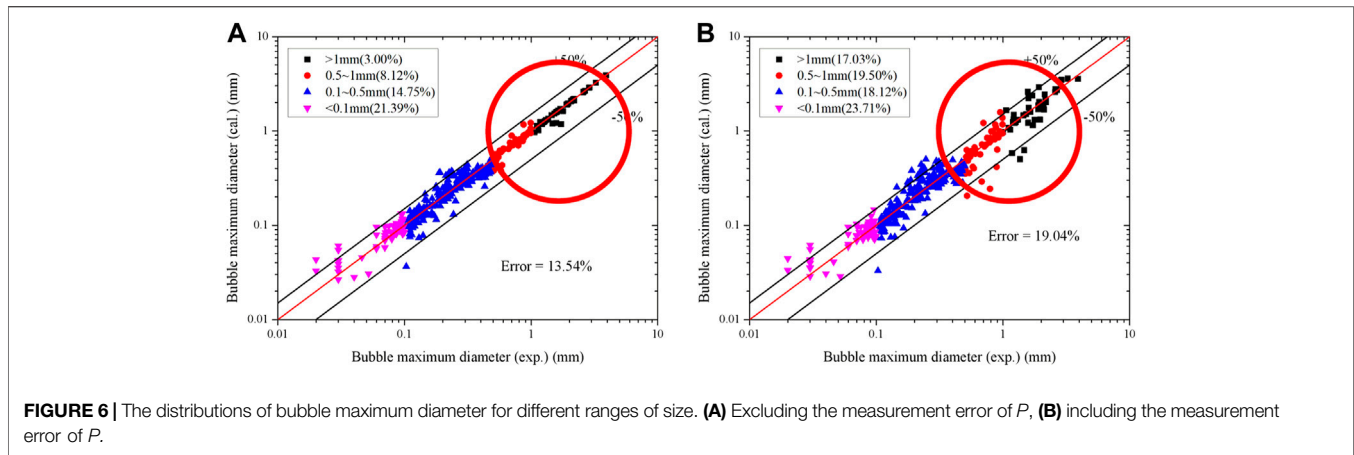 A
B
Bubble maximum diameter (cal.) (mm)
10
1
0.1
0.01
>1mm(3.00%)
0.5~1mm(8.12%)
0.1~0.5mm(14.75%)
<0.1mm(21.39%)
+50%
-50%
Error = 13.54%
0.01
0.1
1
10
Bubble maximum diameter (exp.) (mm)
Bubble maximum diameter (cal.) (mm)
10
1
0.1
0.01
>1mm(17.03%)
0.5~1mm(19.50%)
0.1~0.5mm(18.12%)
<0.1mm(23.71%)
+50%
-50%
Error = 19.04%
0.01
0.1
1
10
Bubble maximum diameter (exp.) (mm)
FIGURE 6 | The distributions of bubble maximum diameter for different ranges of size. (A) Excluding the measurement error of P, (B) including the measurement
error of P.